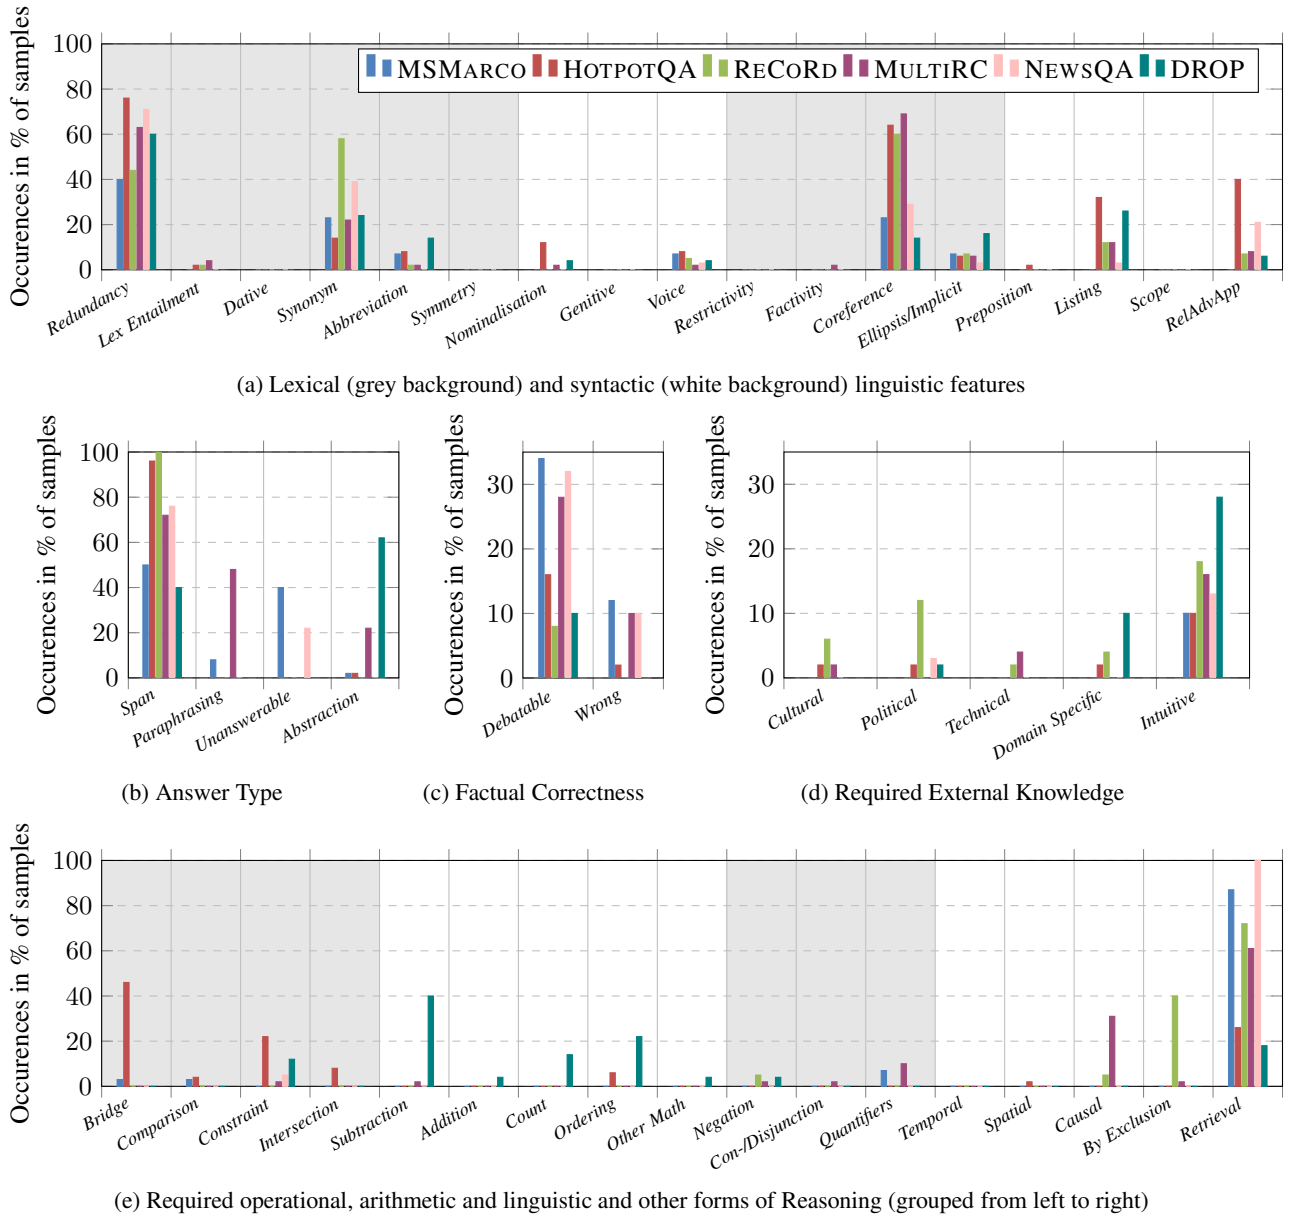 Occurences in % of samples
100
80
60
40
20
0
MSMARCO HOTPOTQA RECORD MULTIRC NEWSQA DROP
Redundancy
Lex Entailment
Dative
Synonym
Abbreviation
Symmetry
Nominalisation
Genitive
Voice
Restrictivity
Factivity
Coreference
Ellipsis/Implicit
Preposition
Listing
Scope
RelAdvApp
(a) Lexical (grey background) and syntactic (white background) linguistic features
Occurences in % of samples
100
80
60
40
20
0
Span
Paraphrasing
Unanswerable
Abstraction
(b) Answer Type
Occurences in % of samples
30
20
10
0
Debatable
Wrong
(c) Factual Correctness
Occurences in % of samples
30
20
10
0
Cultural
Political
Technical
Domain Specific
Intuitive
(d) Required External Knowledge
Occurences in % of samples
100
80
60
40
20
0
Bridge
Comparison
Constraint
Intersection
Subtraction
Addition
Count
Ordering
Other Math
Negation
Con-/Disjunction
Quantifiers
Temporal
Spatial
Causal
By Exclusion
Retrieval
(e) Required operational, arithmetic and linguistic and other forms of Reasoning (grouped from left to right)